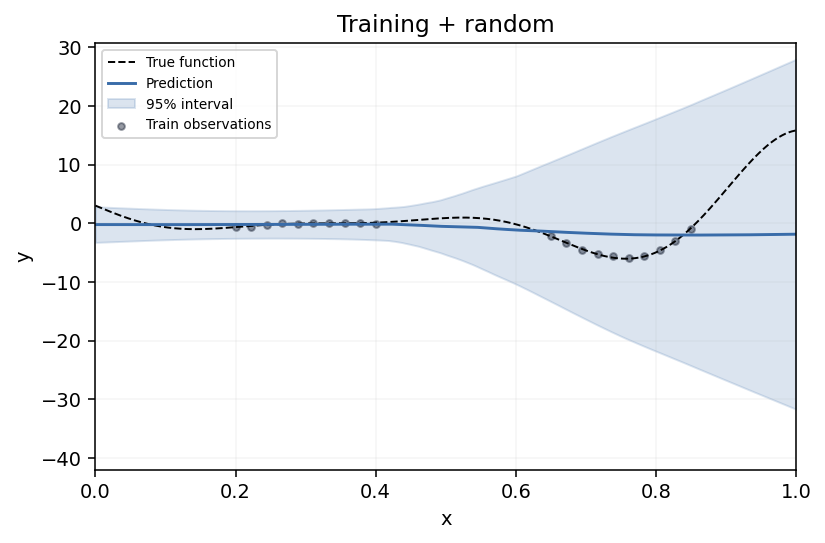 Training + random
True function
Prediction
95% interval
Train observations
30
20
10
0
−10
−20
−30
−40
y
0.0 0.2 0.4 0.6 0.8 1.0
x